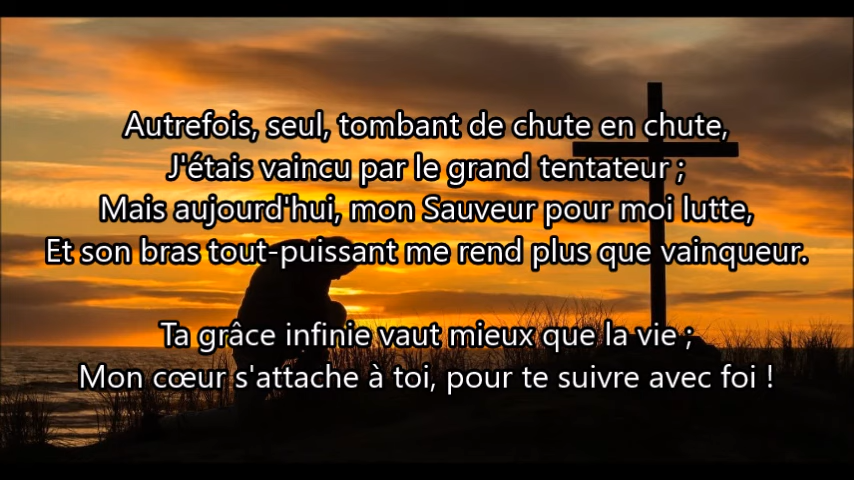 Autrefois, seul, tombant de chute en chute,
J'étais vaincu par le grand tentateur ;
Mais aujourd'hui, mon Sauveur pour moi lutte,
Et son bras tout-puissant me rend plus que vainqueur.
Ta grâce infinie vaut mieux que la vie ;
Mon cœur s'attache à toi, pour te suivre avec foi !